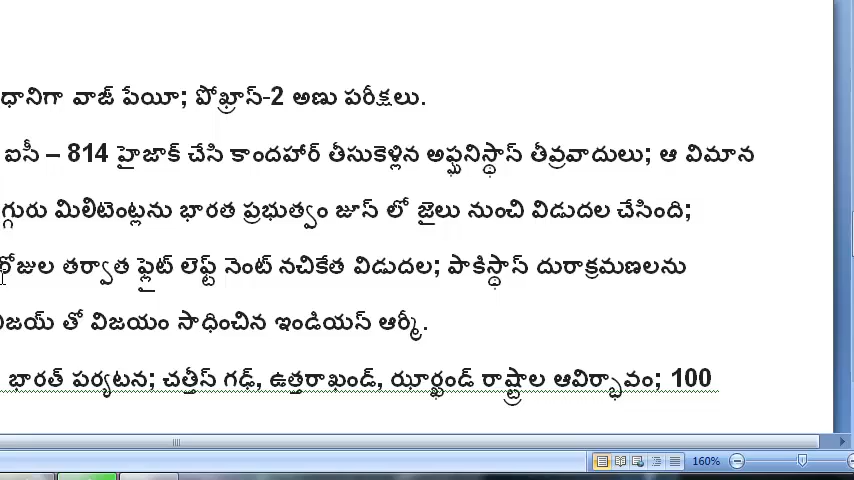 ధానిగా వాజ్ పేయీ; పోఖ్రాస్-2 అణు పరీక్షలు.
ఐసీ – 814 హైజాక్ చేసి కాందహార్ తీసుకెళ్లిన అఫ్ఘనిస్థాస్ తీవ్రవాదులు; ఆ విమాన
గ్గురు మిలిటెంట్లను భారత ప్రభుత్వం జూస్ లో జైలు నుంచి విడుదల చేసింది;
రోజుల తర్వాత ఫ్లైట్ లెఫ్ట్ నెంట్ నచికేత విడుదల; పాకిస్థాస్ దురాక్రమణలను
విజయ్ తో విజయం సాధించిన ఇండియస్ ఆర్మీ.
భారత్ పర్యటన; చత్తీస్ గఢ్, ఉత్తరాఖండ్, ఝార్ఖండ్ రాష్ట్రాల ఆవిర్భావం; 100
160%